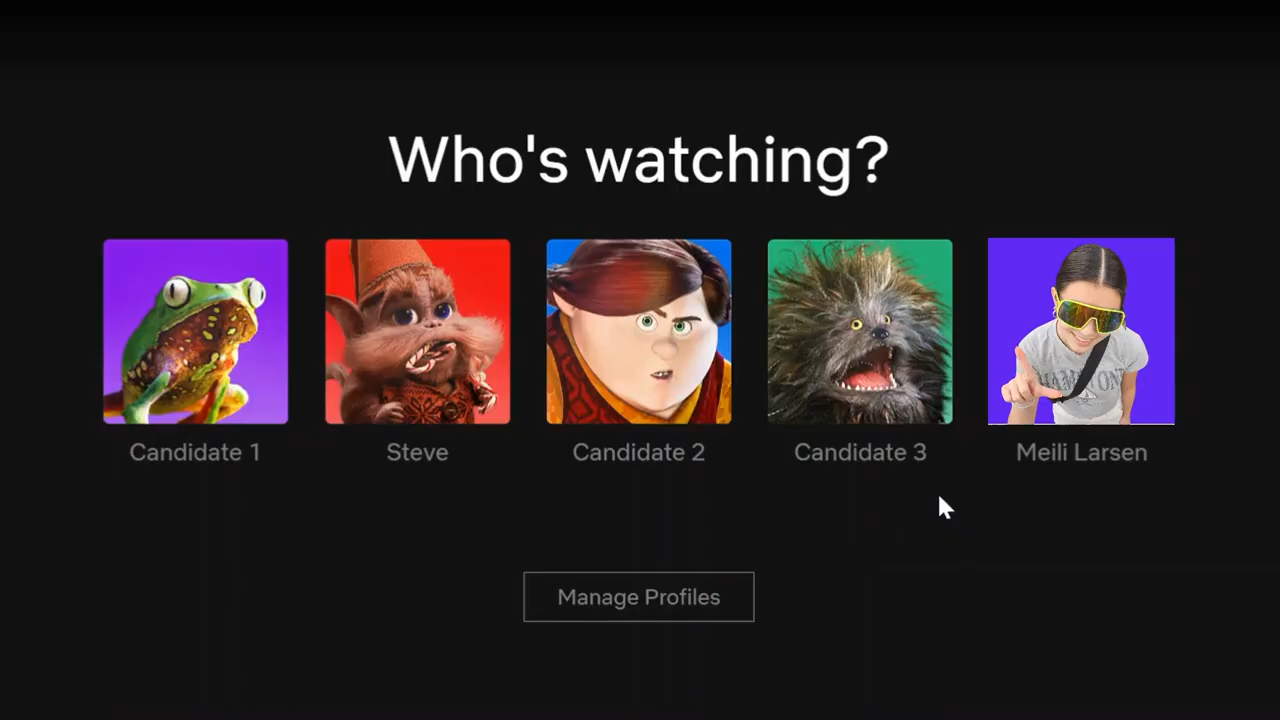 Who's watching?
Candidate 1
Steve
Candidate 2
Candidate 3
Meili Larsen
Manage Profiles